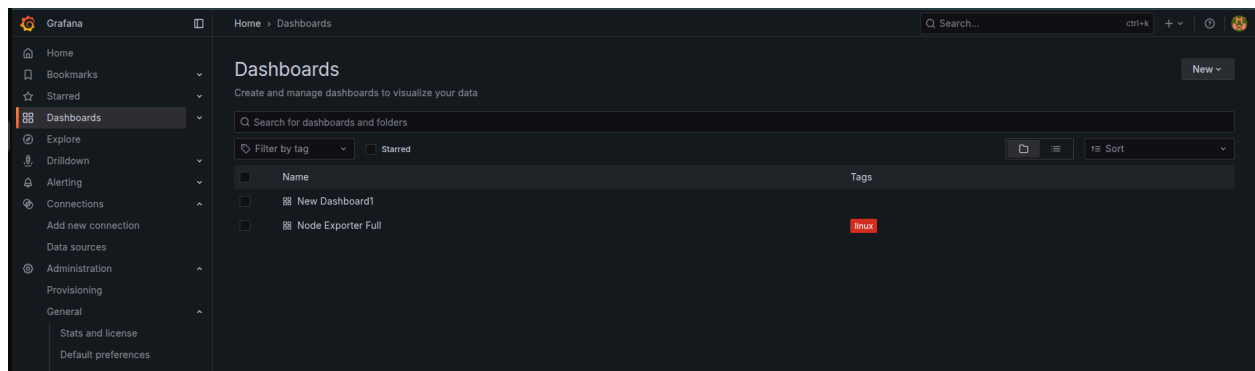 Grafana
Home › Dashboards
Search...
ctrl+k
Home
Bookmarks
Starred
Dashboards
Explore
Drilldown
Alerting
Connections
Add new connection
Data sources
Administration
Provisioning
General
Stats and license
Default preferences
Dashboards
New
Create and manage dashboards to visualize your data
Search for dashboards and folders
Filter by tag
Starred
Sort
Name
Tags
New Dashboard1
Node Exporter Full
linux